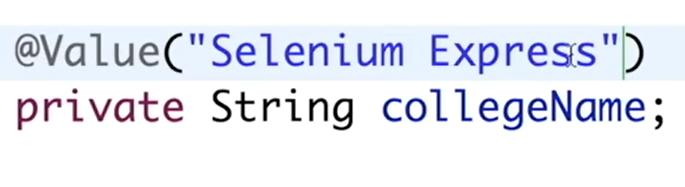 @Value("Selenium Express")
private String collegeName;